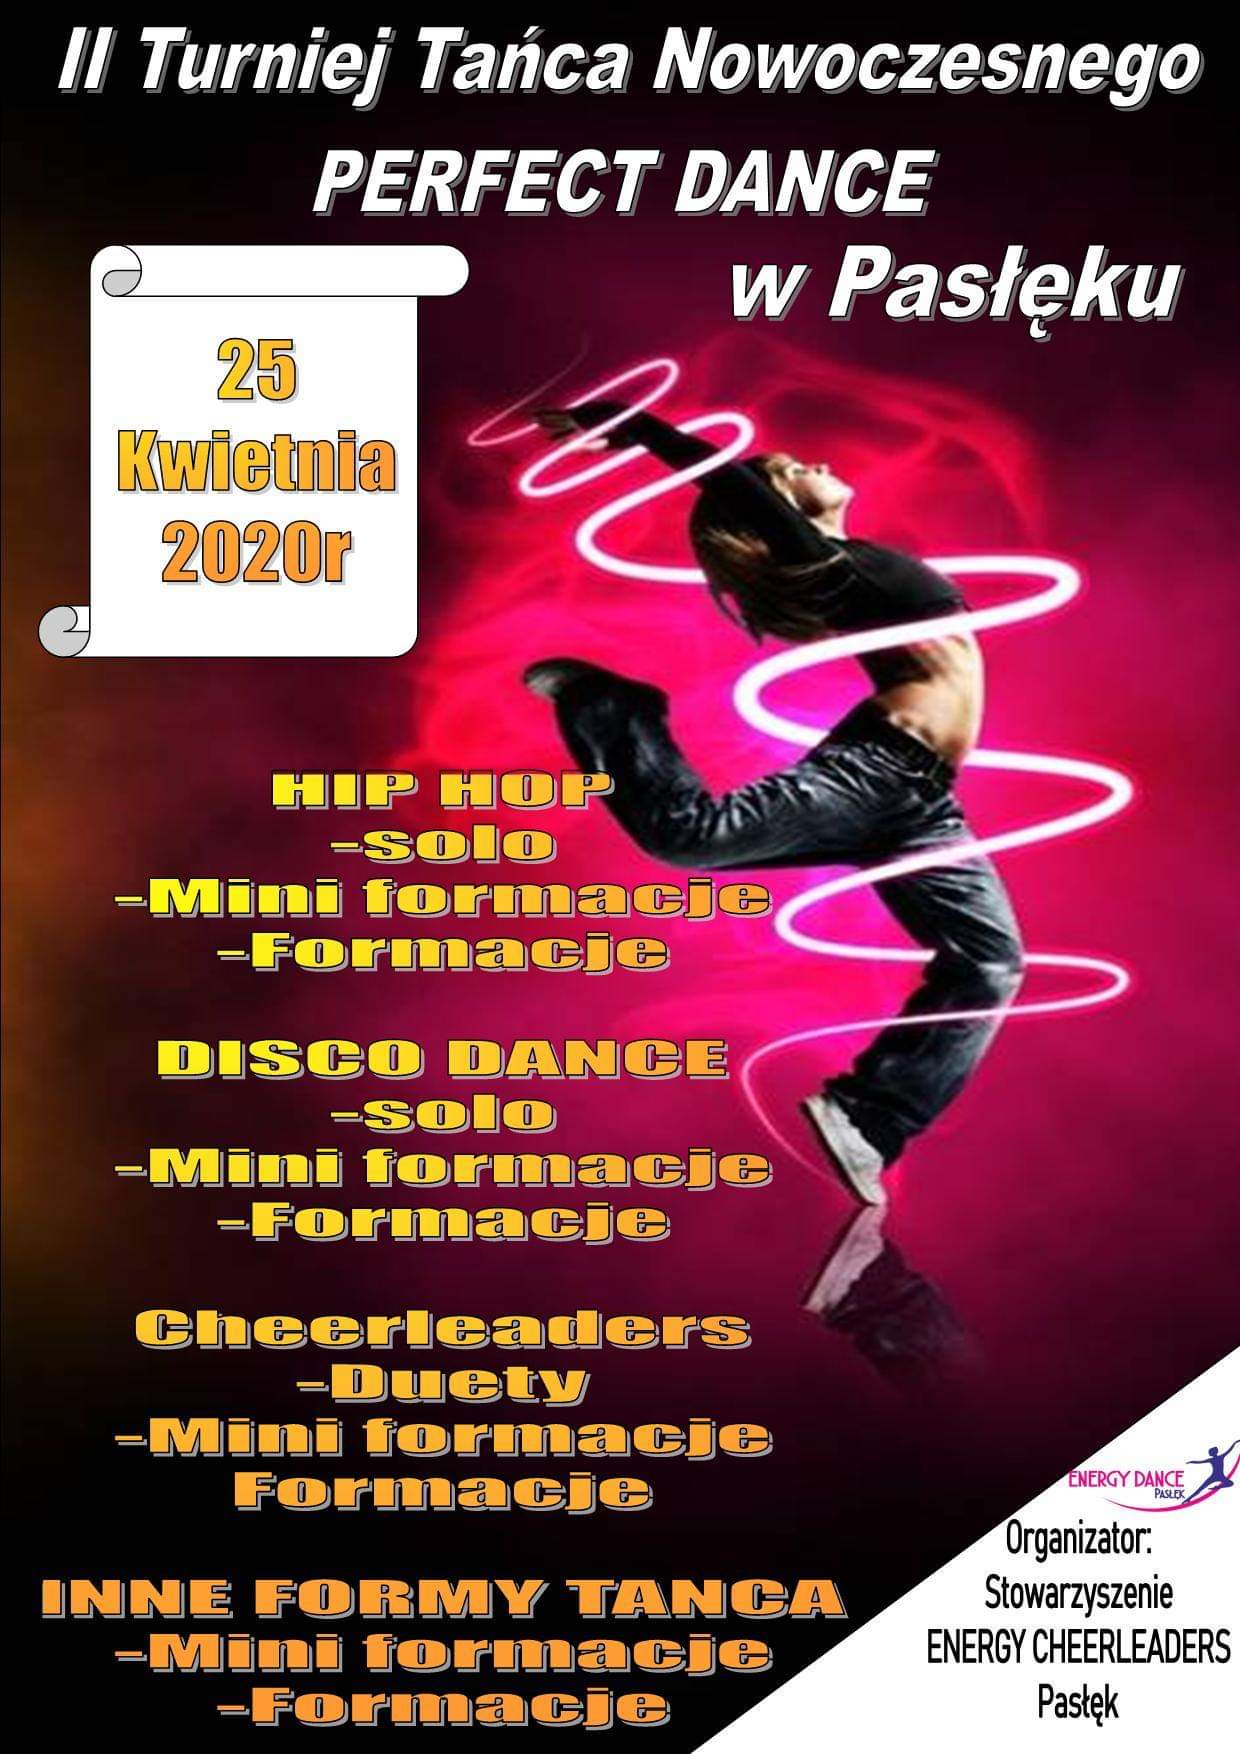 II Turniej Tańca Nowoczesnego
PERFECT DANCE
w Pasłęku
25
Kwietnia
2020r
HIP HOP
-solo
-Mini formacje
-Formacje
DISCO DANCE
-solo
-Mini formacje
-Formacje
Cheerleaders
-Duety
-Mini formacje
Formacje
INNE FORMY TANCA
-Mini formacje
-Formacje
ENERGY DANCE
PASŁĘK
Organizator:
Stowarzyszenie
ENERGY CHEERLEADERS
Pasłęk